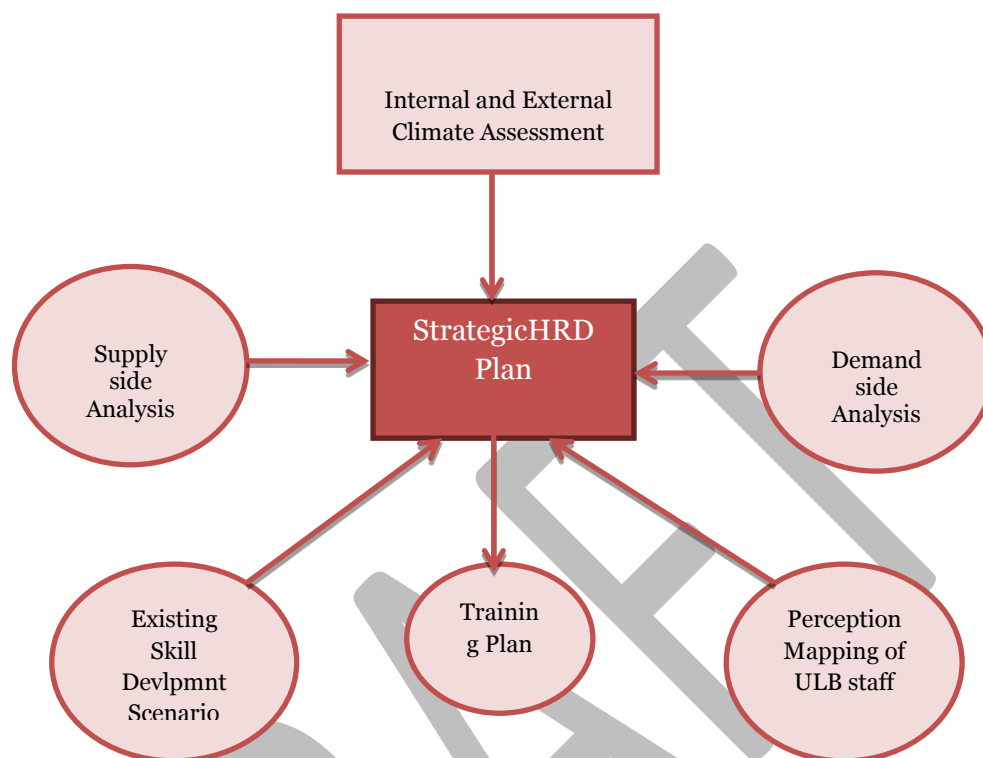 Internal and External
Climate Assessment
StrategicHRD
Plan
Supply
side
Analysis
Demand
side
Analysis
Existing
Skill
Devlpmnt
Scenario
Trainin
g Plan
Perception
Mapping of
ULB staff